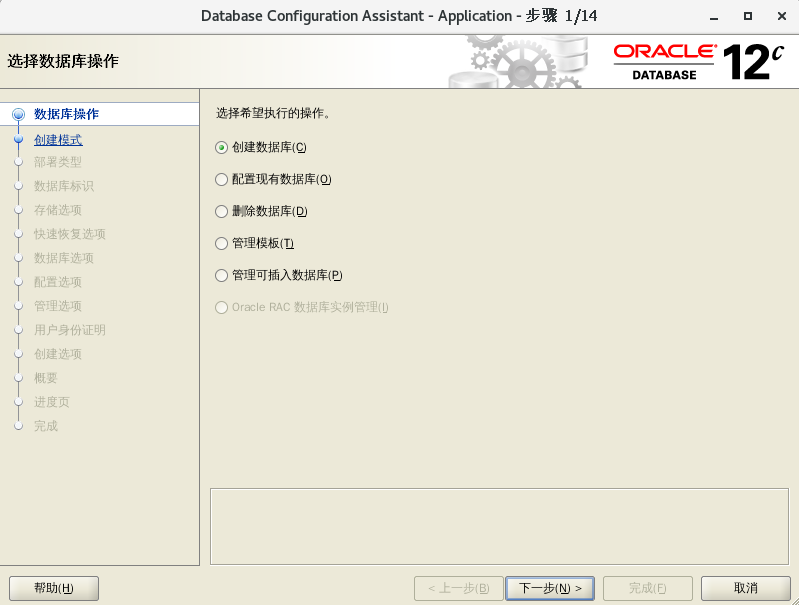 Database Configuration Assistant - Application - 步骤 1/14
选择数据库操作
ORACLE
DATABASE
12c
数据库操作
创建模式
部署类型
数据库标识
存储选项
快速恢复选项
数据库选项
配置选项
管理选项
用户身份证明
创建选项
概要
进度页
完成
选择希望执行的操作。
创建数据库(C)
配置现有数据库(O)
删除数据库(D)
管理模板(T)
管理可插入数据库(P)
Oracle RAC 数据库实例管理(I)
帮助(H)
< 上一步(B)
下一步(N) >
完成(F)
取消